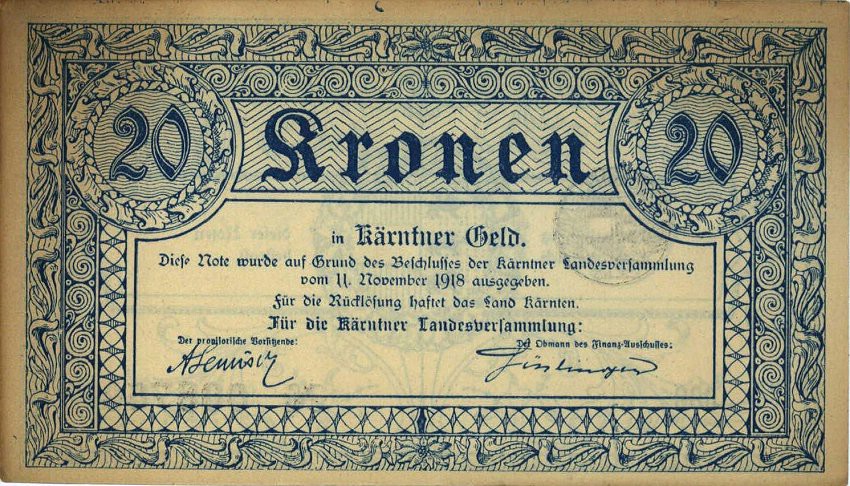 20 Kronen 20
in Kärntner Geld.
Diese Note wurde auf Grund des Beschlusses der Kärntner Landesversammlung
vom 11. November 1918 ausgegeben.
Für die Rücklösung haftet das Land Kärnten.
Für die Kärntner Landesversammlung:
Der provisorische Vorsitzende: Der Obmann des Finanz-Ausschusses: